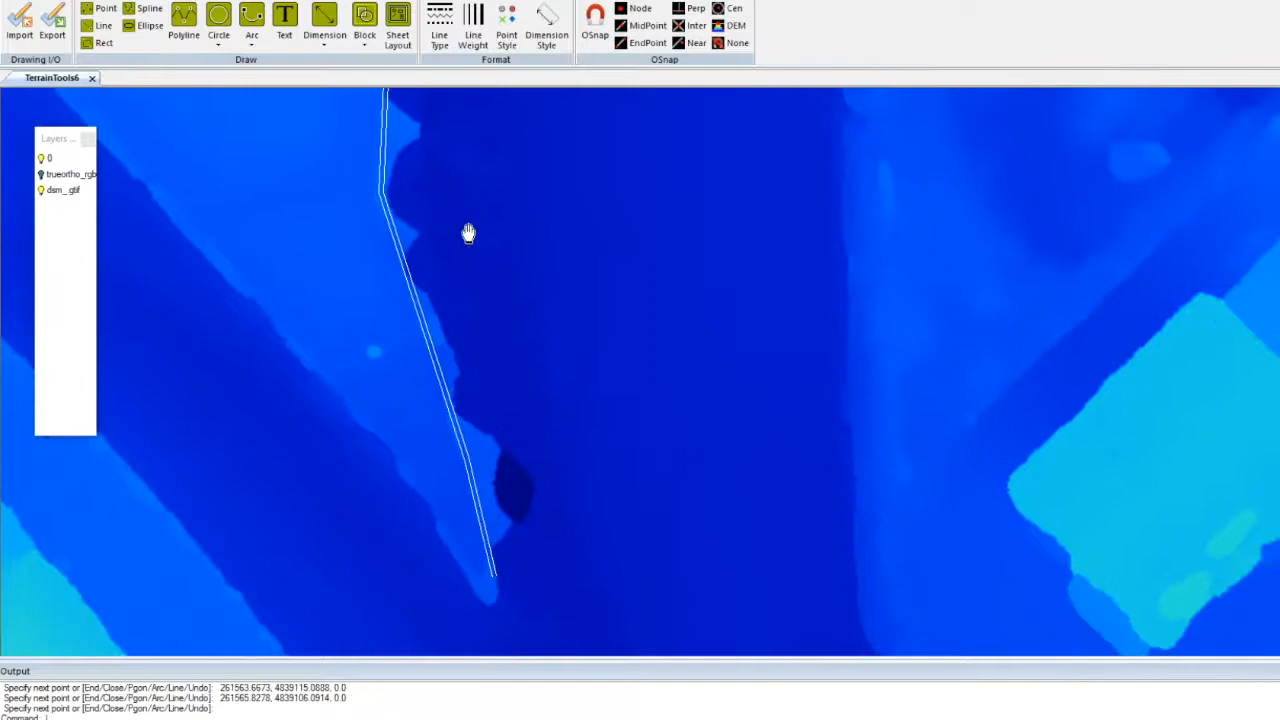 Import
Export
Drawing I/O
Point
Line
Rect
Spline
Ellipse
Polyline
Circle
Arc
Text
Dimension
Block
Sheet Layout
Draw
Line Type
Line Weight
Point Style
Dimension Style
Format
OSnap
Node
MidPoint
EndPoint
Perp
Inter
Near
Cen
DEM
None
OSnap
TerrainTools6
Layers ...
0
trueortho_rgb
dsm_.gtif
Output
Specify next point or [End/Close/Pgon/Arc/Line/Undo]: 261563.6673, 4839115.0888, 0.0
Specify next point or [End/Close/Pgon/Arc/Line/Undo]: 261565.8278, 4839106.0914, 0.0
Specify next point or [End/Close/Pgon/Arc/Line/Undo]:
Command: